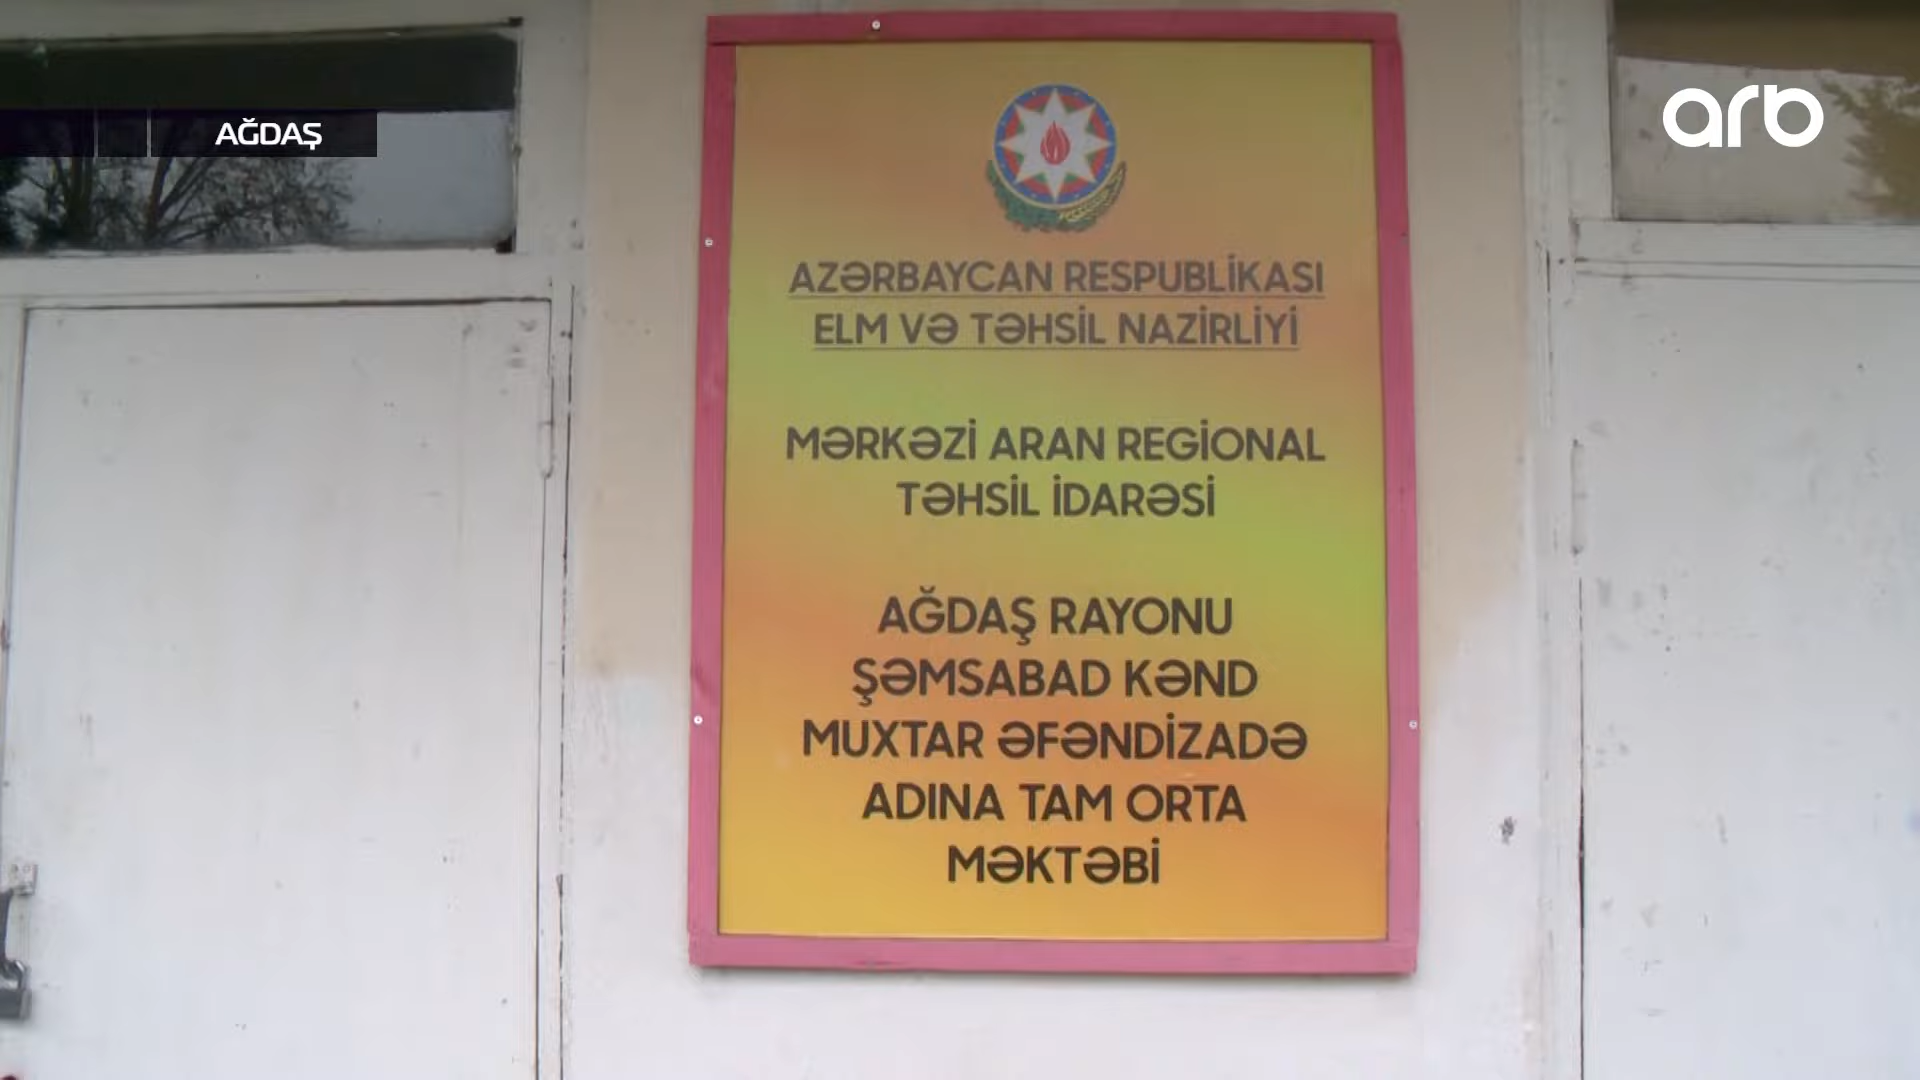 AĞDAŞ
arb
AZƏRBAYCAN RESPUBLİKASI
ELM VƏ TƏHSİL NAZİRLİYİ
MƏRKƏZİ ARAN REGİONAL
TƏHSİL İDARƏSİ
AĞDAŞ RAYONU
ŞƏMSABAD KƏND
MUXTAR ƏFƏNDİZADƏ
ADINA TAM ORTA
MƏKTƏBİ